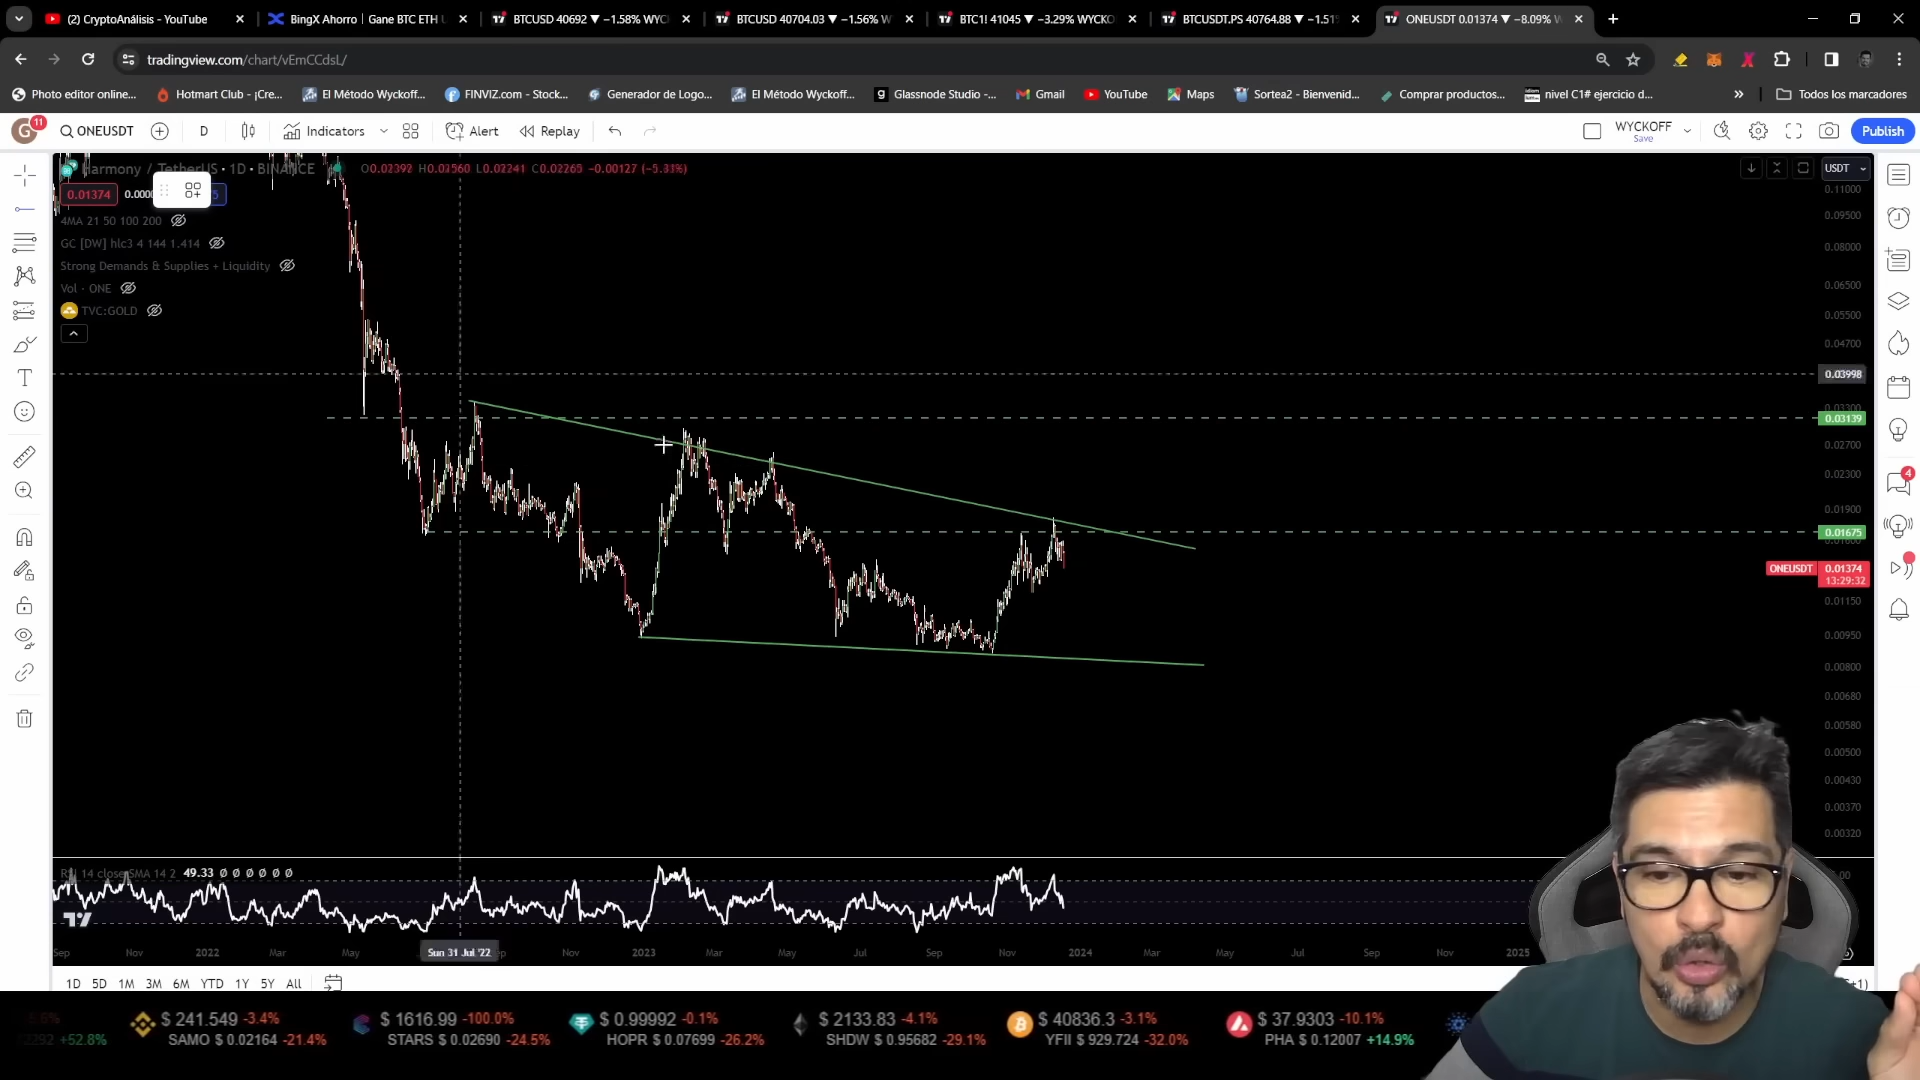 (2) CryptoAnálisis - YouTube
BingX Ahorro | Gane BTC ETH U
BTCUSD 40692 ▼ −1.58% WYC
BTCUSD 40704.03 ▼ −1.56% W
BTC1! 41045 ▼ −3.29% WYCKO
BTCUSDT.PS 40764.88 ▼ −1.51
ONEUSDT 0.01374 ▼ −8.09% W
tradingview.com/chart/vEmCCdsL/
Photo editor online...
Hotmart Club - ¡Cre...
El Método Wyckoff...
FINVIZ.com - Stock...
Generador de Logo...
El Método Wyckoff...
Glassnode Studio -...
Gmail
YouTube
Maps
Sortea2 - Bienvenid...
Comprar productos...
nivel C1# ejercicio d...
»
Todos los marcadores
G 11
ONEUSDT
D
Indicators
Alert
Replay
WYCKOFF
Save
Publish
Harmony / TetherUS • 1D • BINANCE
O0.02392 H0.02560 L0.02241 C0.02265 −0.00127 (−5.31%)
USDT
0.01374
4MA 21 50 100 200
GC [DW] hlc3 4 144 1.414
Strong Demands & Supplies + Liquidity
Vol · ONE
TVC:GOLD
0.11000
0.09500
0.08000
0.06500
0.05500
0.04700
0.03998
0.03300
0.03139
0.02700
0.02300
0.01900
0.01675
ONEUSDT 0.01374
13:29:32
0.01150
0.00950
0.00800
0.00680
0.00580
0.00500
0.00430
0.00370
0.00320
4
RSI 14 close SMA 14 2 49.33 Ø Ø Ø Ø Ø Ø
Sep
Nov
2022
Mar
May
Sun 31 Jul '22
Nov
2023
Mar
May
Jul
Sep
Nov
2024
Mar
May
Jul
Sep
Nov
2025
1D 5D 1M 3M 6M YTD 1Y 5Y All
+52.8%
$ 241.549 -3.4%
SAMO $ 0.02164 -21.4%
$ 1616.99 -100.0%
STARS $ 0.02690 -24.5%
$ 0.99992 -0.1%
HOPR $ 0.07699 -26.2%
$ 2133.83 -4.1%
SHDW $ 0.95682 -29.1%
$ 40836.3 -3.1%
YFII $ 929.724 -32.0%
$ 37.9303 -10.1%
PHA $ 0.12007 +14.9%